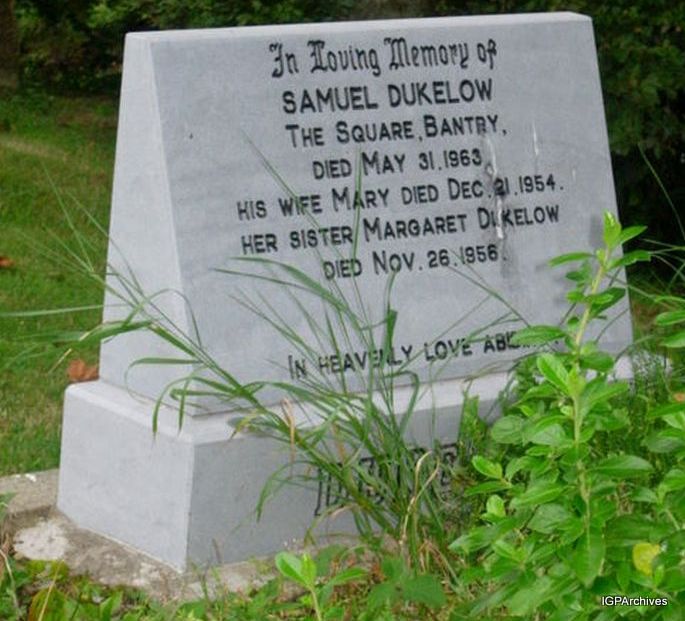 In Loving Memory of
SAMUEL DUKELOW
THE SQUARE, BANTRY,
DIED MAY 31.1963.
HIS WIFE MARY DIED DEC. 21.1954.
HER SISTER MARGARET DUKELOW
DIED NOV. 26.1956.
IN HEAVENLY LOVE
IGPArchives